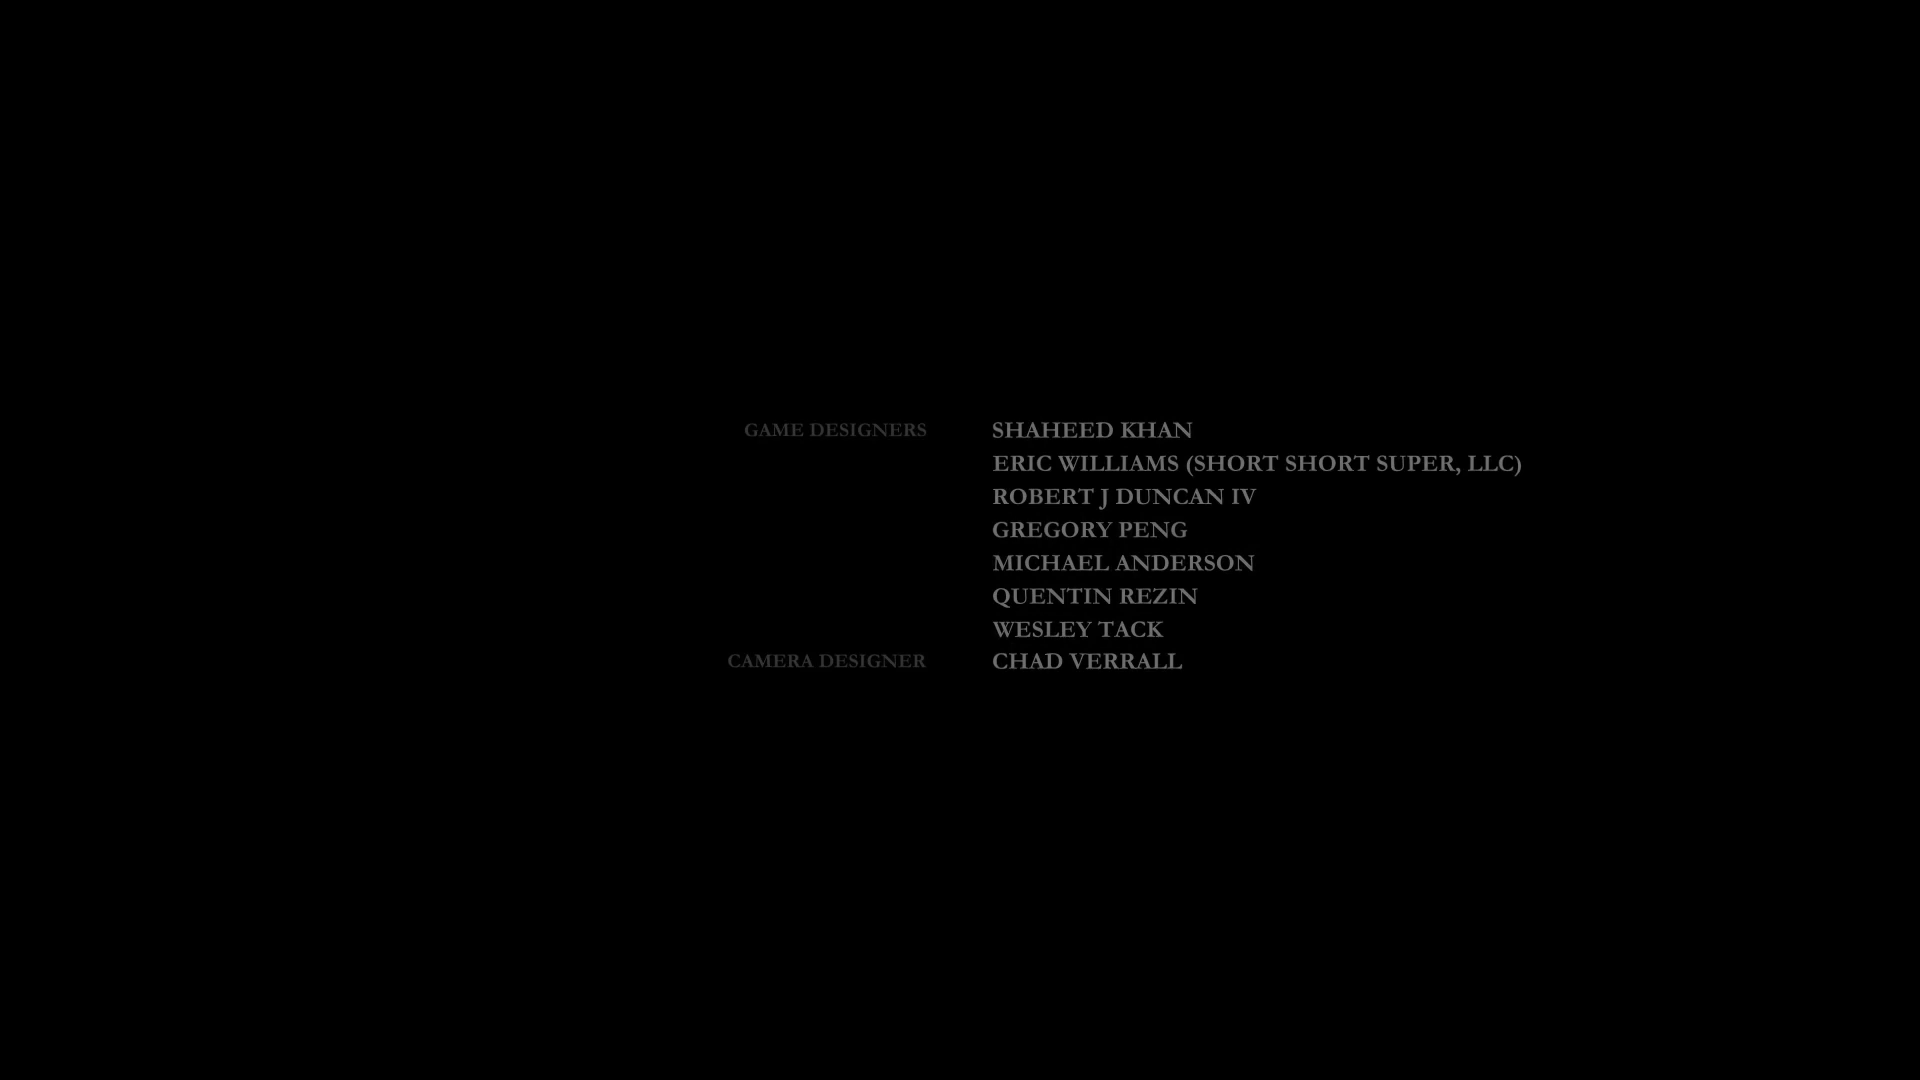 GAME DESIGNERS SHAHEED KHAN
ERIC WILLIAMS (SHORT SHORT SUPER, LLC)
ROBERT J DUNCAN IV
GREGORY PENG
MICHAEL ANDERSON
QUENTIN REZIN
WESLEY TACK
CAMERA DESIGNER CHAD VERRALL